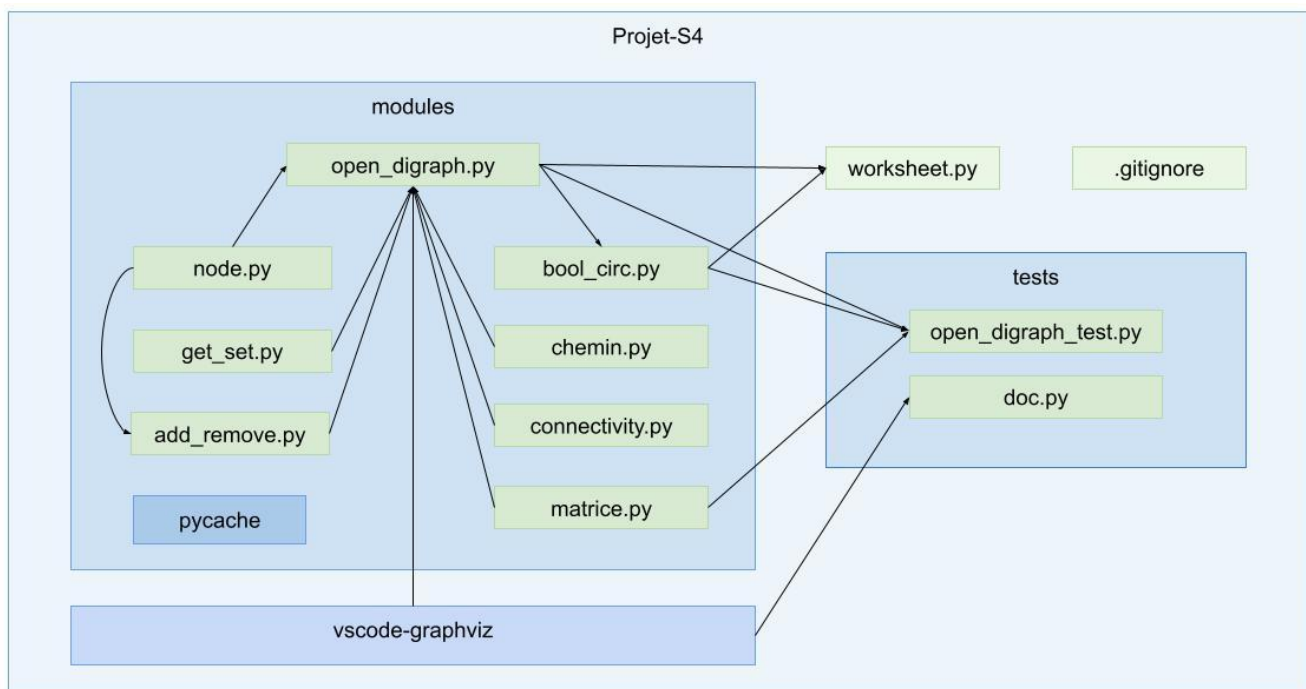 Projet-S4
modules
open_digraph.py
worksheet.py
.gitignore
node.py
bool_circ.py
tests
get_set.py
chemin.py
open_digraph_test.py
doc.py
add_remove.py
connectivity.py
matrice.py
pycache
vscode-graphviz